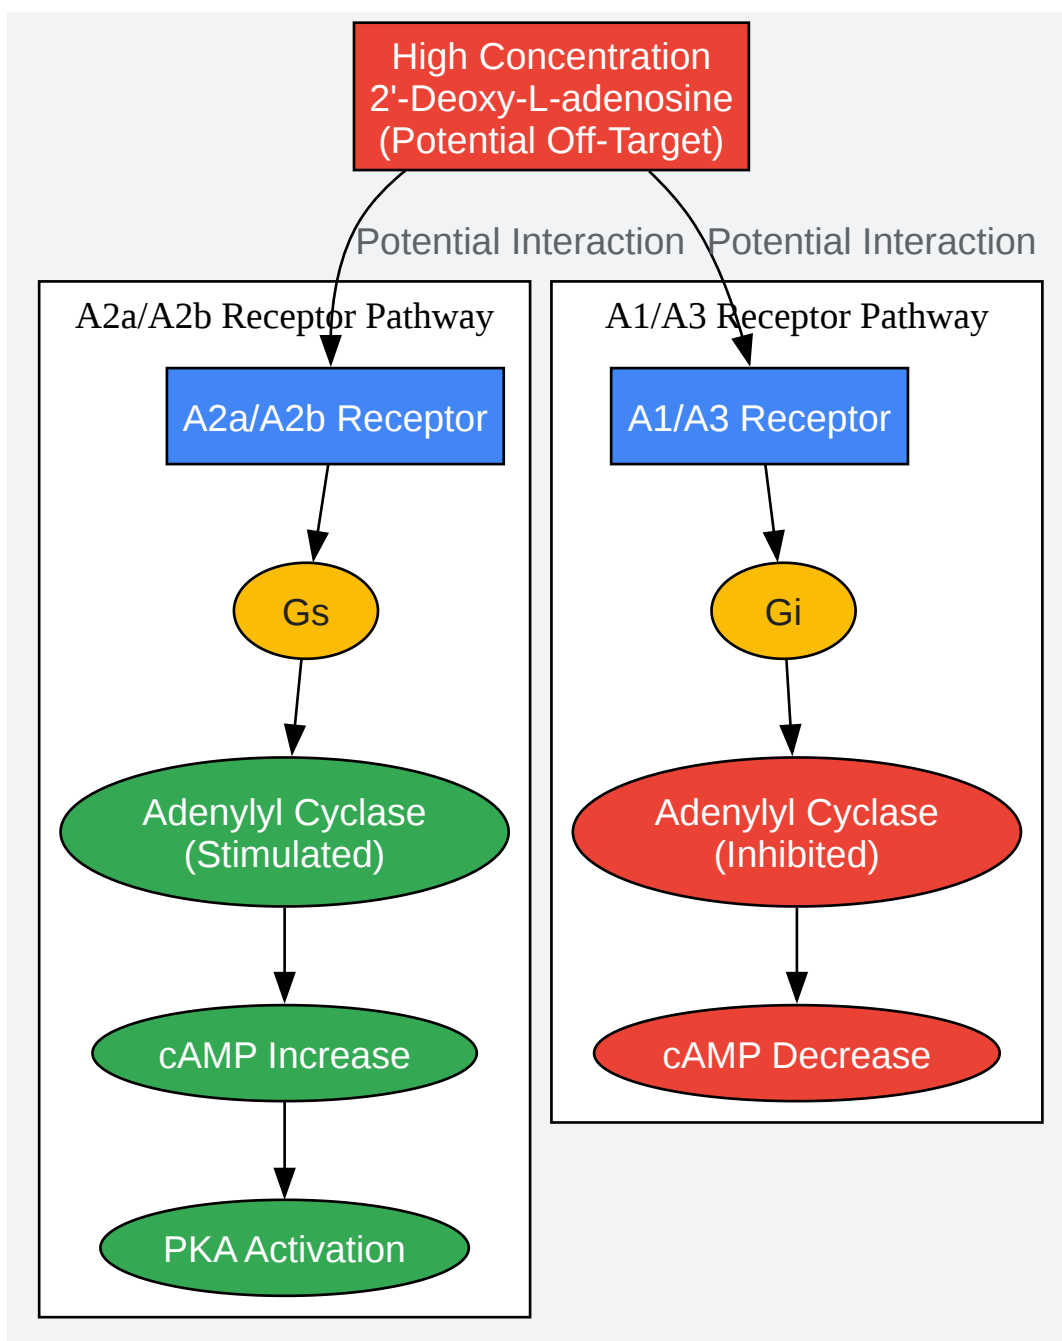 High Concentration
2'-Deoxy-L-adenosine
(Potential Off-Target)
Potential Interaction
Potential Interaction
A2a/A2b Receptor Pathway
A2a/A2b Receptor
Gs
Adenylyl Cyclase
(Stimulated)
cAMP Increase
PKA Activation
A1/A3 Receptor Pathway
A1/A3 Receptor
Gi
Adenylyl Cyclase
(Inhibited)
cAMP Decrease